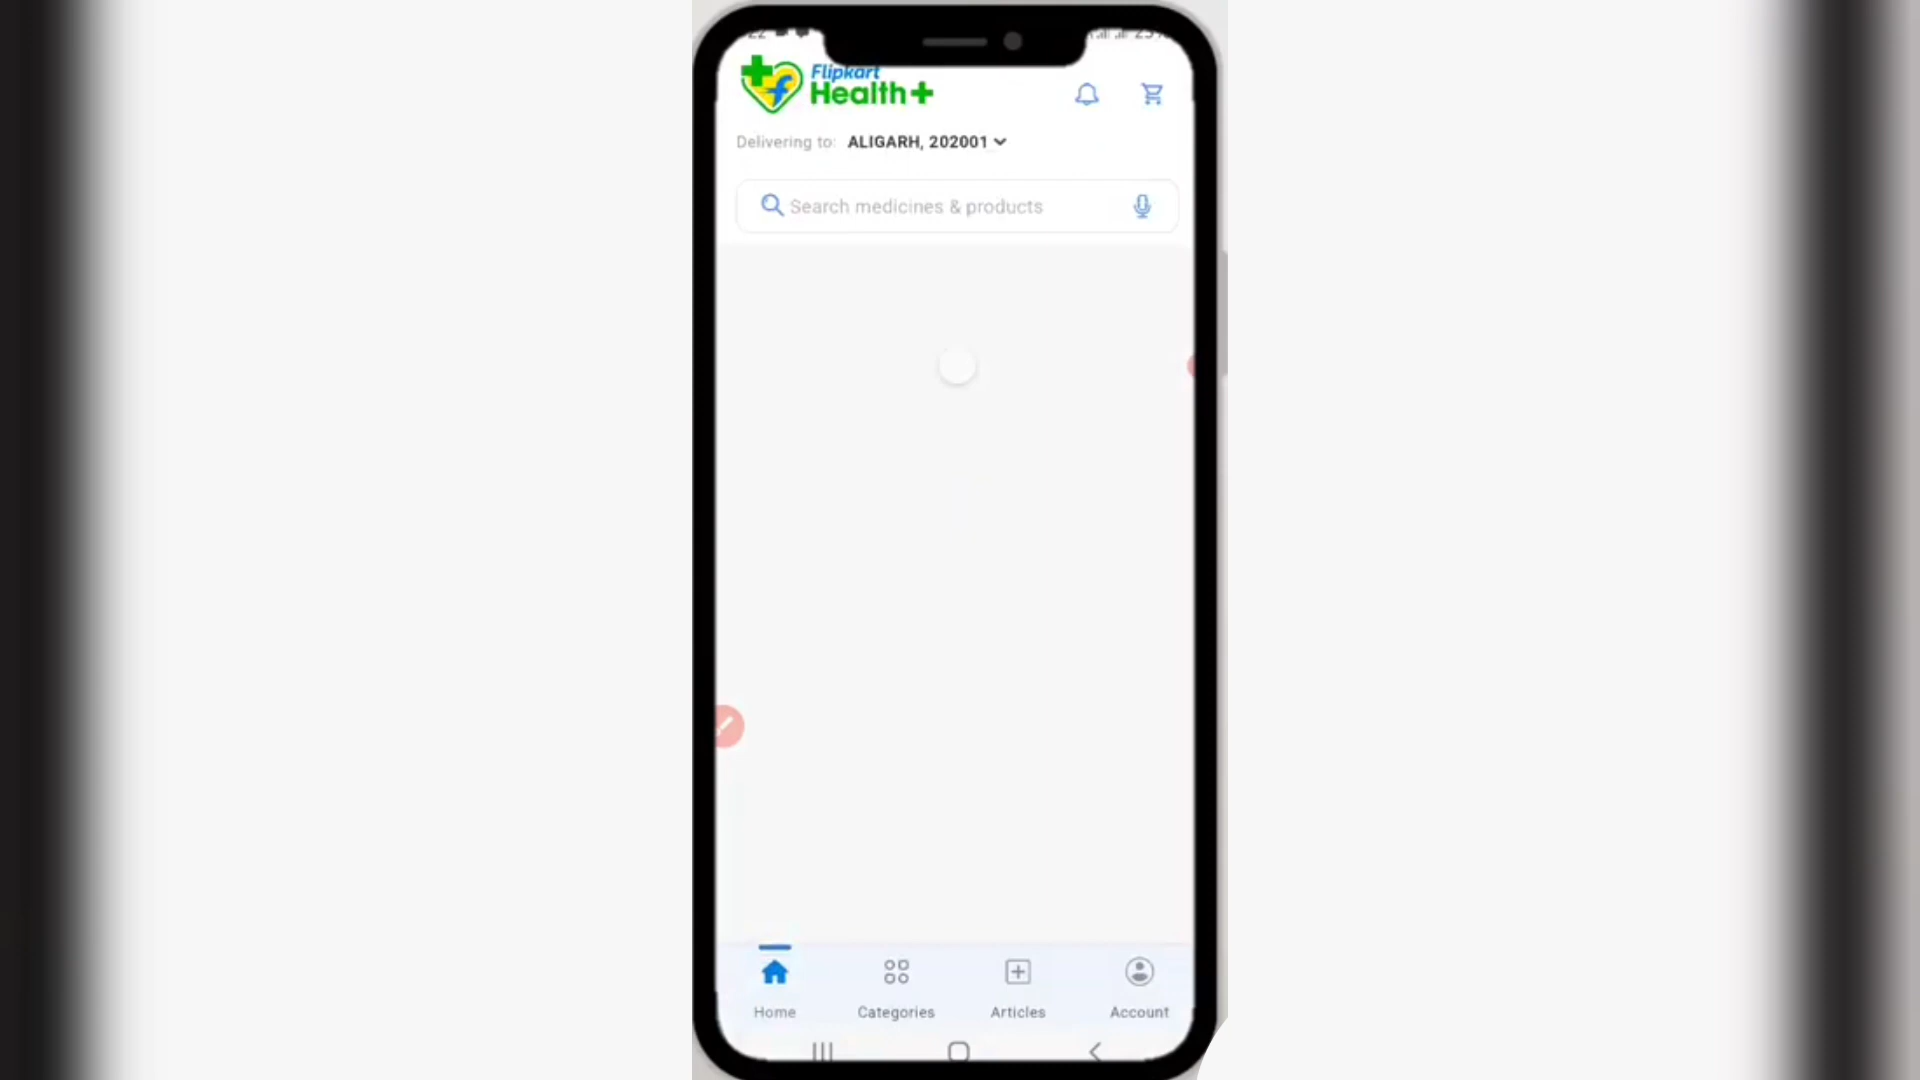 Flipkart
Health+
Delivering to: ALIGARH, 202001
Search medicines & products
Home
Categories
Articles
Account